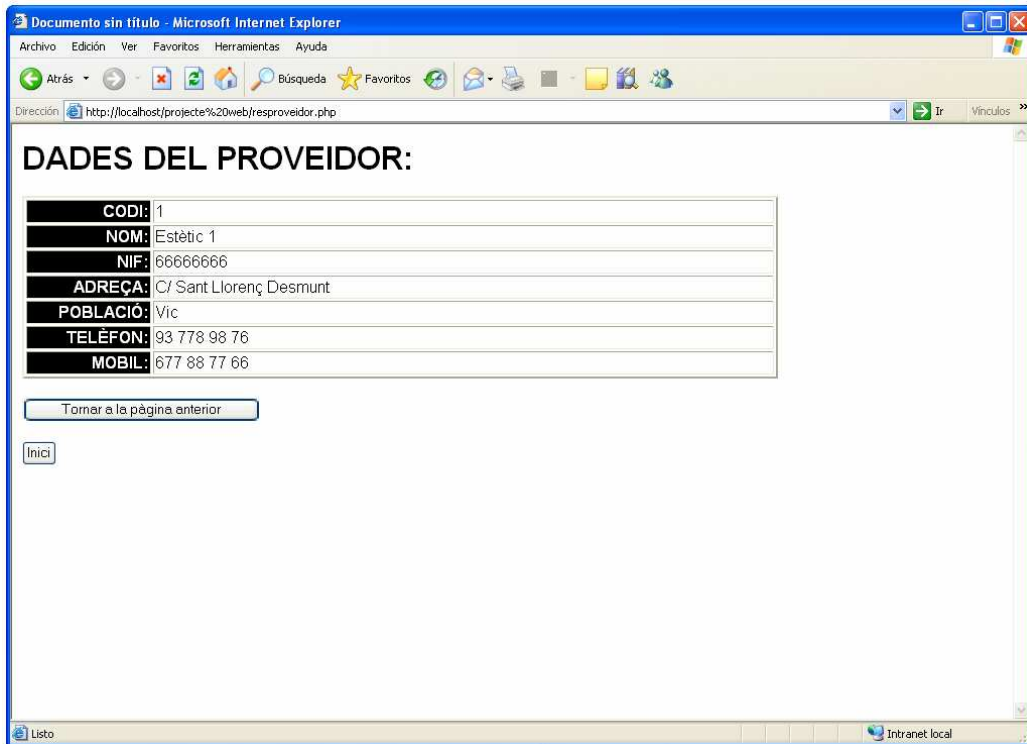 Documento sin título - Microsoft Internet Explorer
Archivo Edición Ver Favoritos Herramientas Ayuda
Atrás Búsqueda Favoritos
Dirección http://localhost/projecte%20web/resproveidor.php Ir Vínculos »
DADES DEL PROVEIDOR:
CODI: 1
NOM: Estètic 1
NIF: 66666666
ADREÇA: C/ Sant Llorenç Desmunt
POBLACIÓ: Vic
TELÈFON: 93 778 98 76
MOBIL: 677 88 77 66
Tornar a la pàgina anterior
Inici
Listo Intranet local